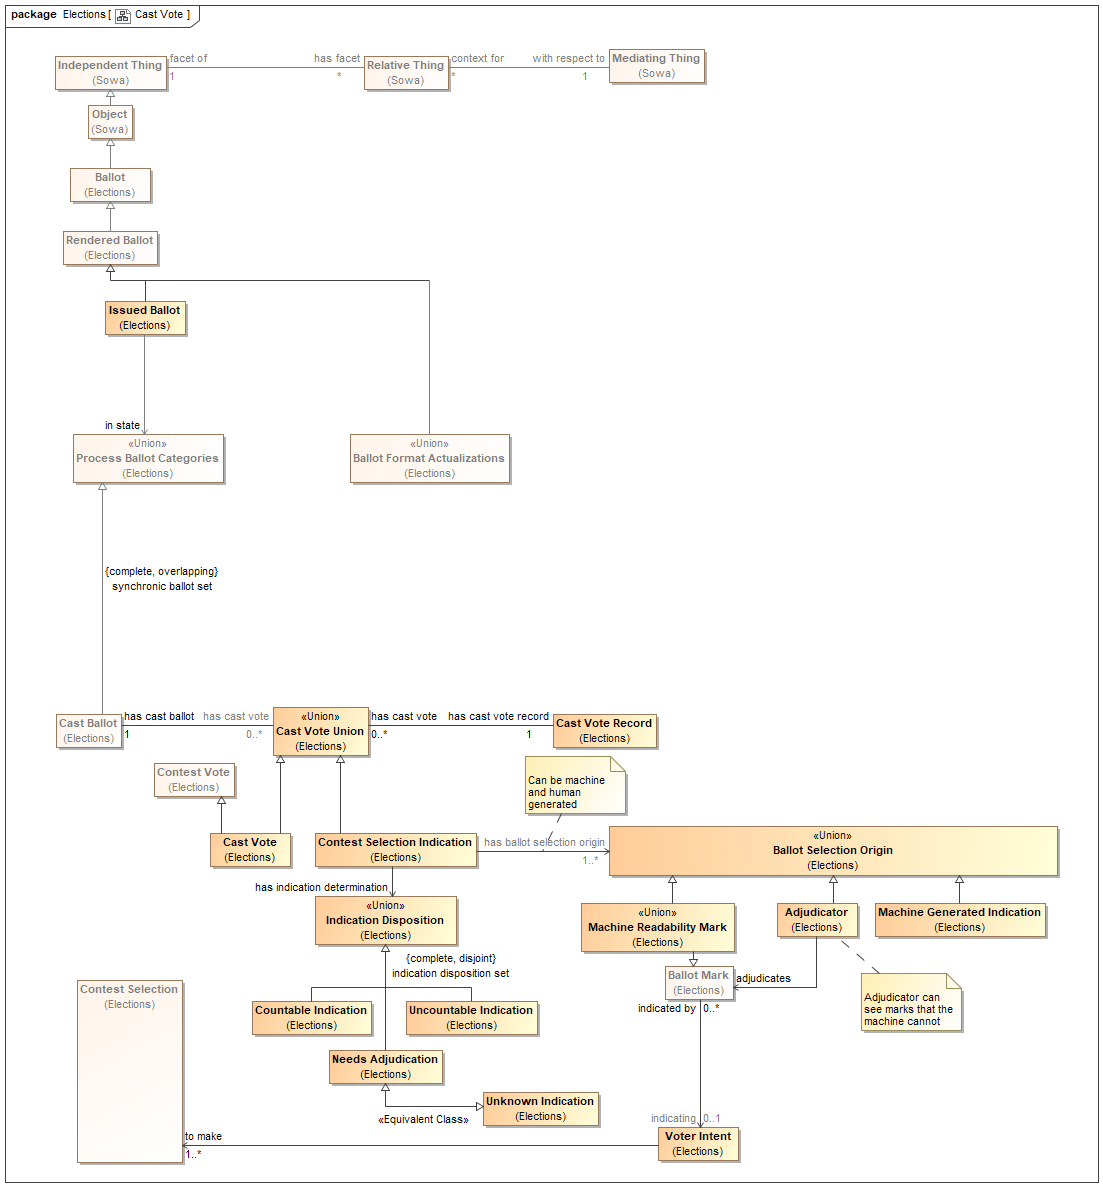 package Elections [ Cast Vote ]
Independent Thing
(Sowa)
facet of
1
has facet
*
Relative Thing
(Sowa)
context for
*
with respect to
1
Mediating Thing
(Sowa)
Object
(Sowa)
Ballot
(Elections)
Rendered Ballot
(Elections)
Issued Ballot
(Elections)
in state
«Union»
Process Ballot Categories
(Elections)
«Union»
Ballot Format Actualizations
(Elections)
{complete, overlapping}
synchronic ballot set
Cast Ballot
(Elections)
has cast ballot
1
has cast vote
0..*
«Union»
Cast Vote Union
(Elections)
has cast vote
0..*
has cast vote record
1
Cast Vote Record
(Elections)
Contest Vote
(Elections)
Can be machine
and human
generated
Cast Vote
(Elections)
Contest Selection Indication
(Elections)
has ballot selection origin
1..*
«Union»
Ballot Selection Origin
(Elections)
has indication determination
«Union»
Indication Disposition
(Elections)
«Union»
Machine Readability Mark
(Elections)
Adjudicator
(Elections)
Machine Generated Indication
(Elections)
{complete, disjoint}
indication disposition set
Ballot Mark
(Elections)
adjudicates
Adjudicator can
see marks that the
machine cannot
Contest Selection
(Elections)
Countable Indication
(Elections)
Uncountable Indication
(Elections)
indicated by
0..*
Needs Adjudication
(Elections)
Unknown Indication
(Elections)
«Equivalent Class»
indicating
0..1
Voter Intent
(Elections)
to make
1..*